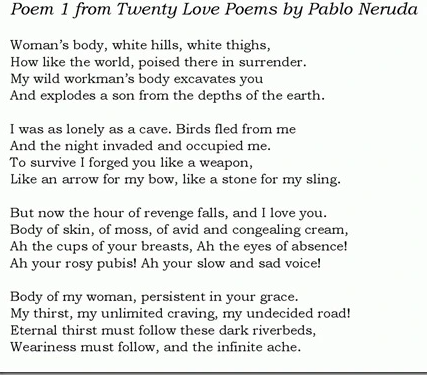 Poem 1 from Twenty Love Poems by Pablo Neruda
Woman's body, white hills, white thighs,
How like the world, poised there in surrender.
My wild workman's body excavates you
And explodes a son from the depths of the earth.
I was as lonely as a cave. Birds fled from me
And the night invaded and occupied me.
To survive I forged you like a weapon,
Like an arrow for my bow, like a stone for my sling.
But now the hour of revenge falls, and I love you.
Body of skin, of moss, of avid and congealing cream,
Ah the cups of your breasts, Ah the eyes of absence!
Ah your rosy pubis! Ah your slow and sad voice!
Body of my woman, persistent in your grace.
My thirst, my unlimited craving, my undecided road!
Eternal thirst must follow these dark riverbeds,
Weariness must follow, and the infinite ache.